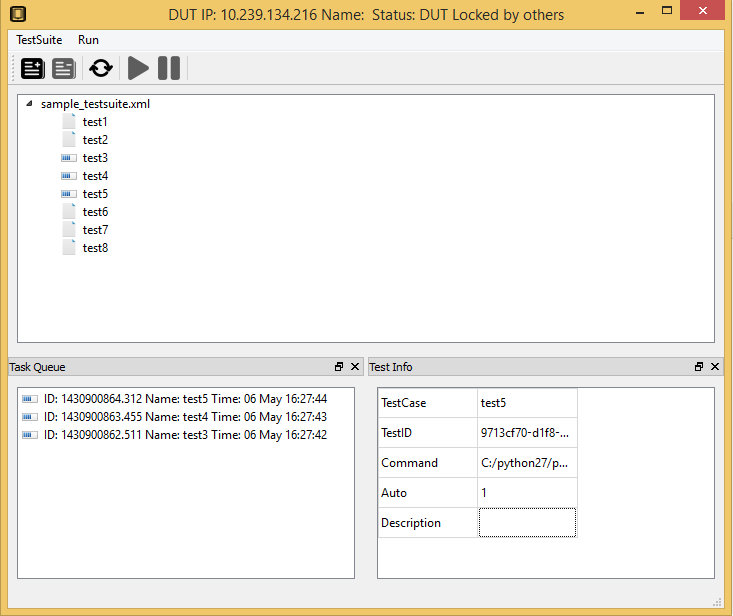 DUT IP: 10.239.134.216 Name: Status: DUT Locked by others
TestSuite Run
sample_testsuite.xml
test1
test2
test3
test4
test5
test6
test7
test8
Task Queue
ID: 1430900864.312 Name: test5 Time: 06 May 16:27:44
ID: 1430900863.455 Name: test4 Time: 06 May 16:27:43
ID: 1430900862.511 Name: test3 Time: 06 May 16:27:42
Test Info
TestCase test5
TestID 9713cf70-d1f8-...
Command C:/python27/p...
Auto 1
Description